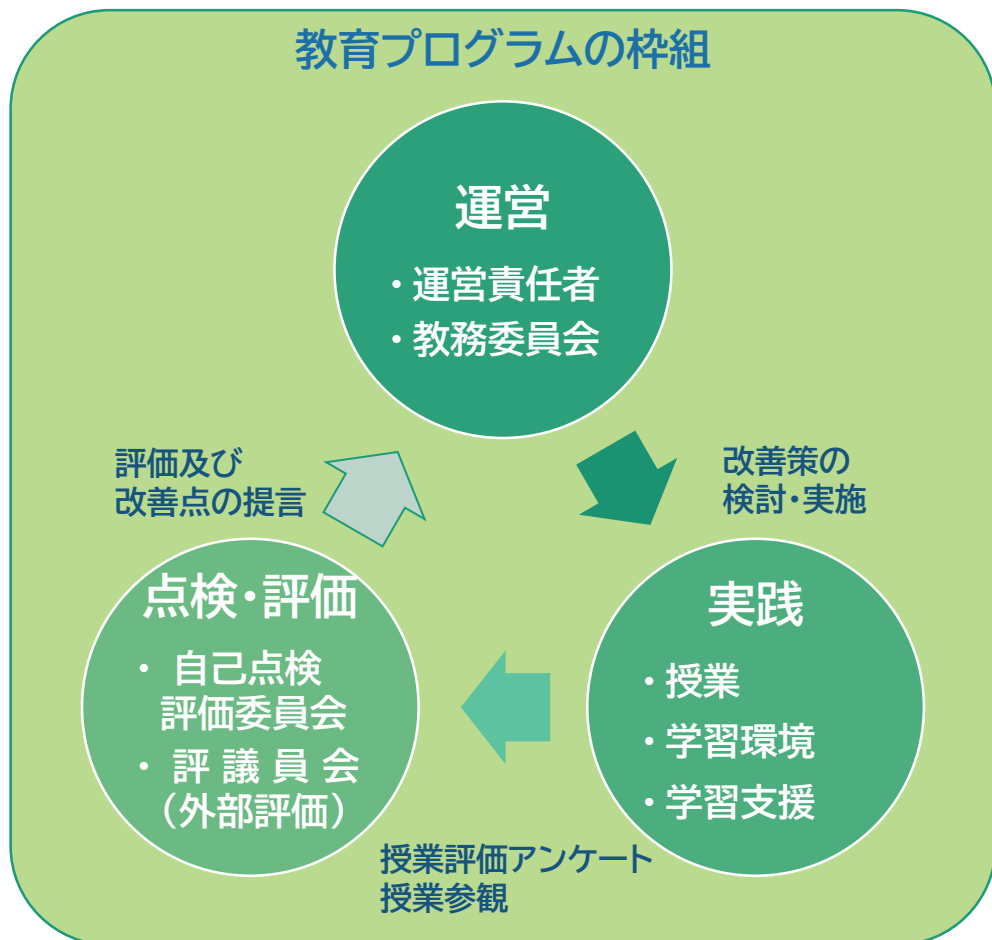 教育プログラムの枠組
運営
・運営責任者
・教務委員会
評価及び
改善点の提言
改善策の
検討・実施
点検・評価
・ 自己点検
評価委員会
・ 評 議 員 会
（外部評価）
実践
・授業
・学習環境
・学習支援
授業評価アンケート
授業参観